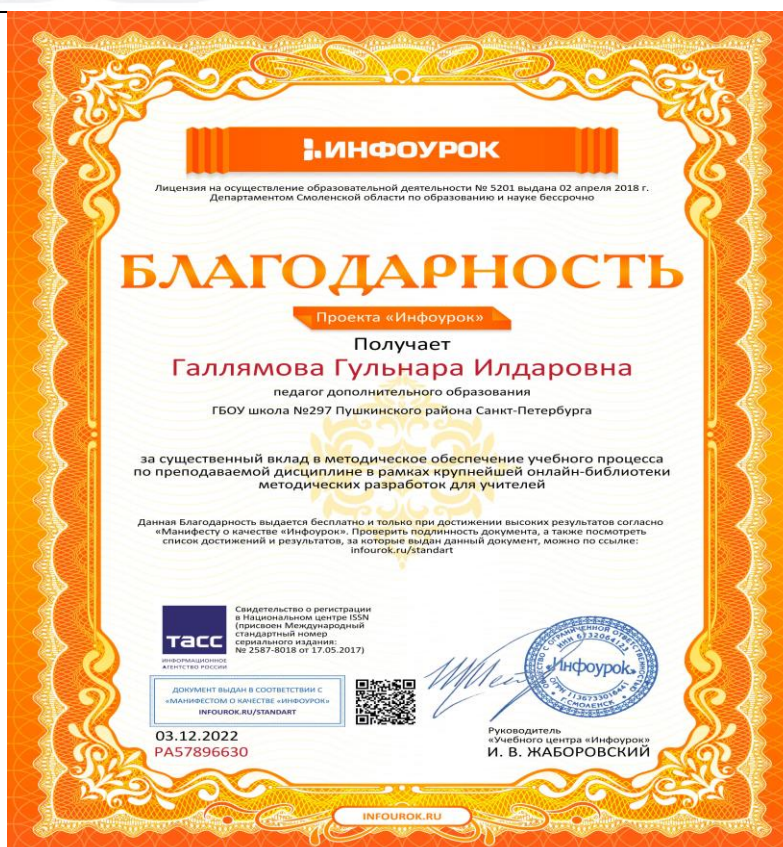 ИНФОУРОК
Лицензия на осуществление образовательной деятельности № 5201 выдана 02 апреля 2018 г.
Департаментом Смоленской области по образованию и науке бессрочно
БЛАГОДАРНОСТЬ
Проекта «Инфоурок»
Получает
Галлямова Гульнара Илдаровна
педагог дополнительного образования
ГБОУ школа №297 Пушкинского района Санкт-Петербурга
за существенный вклад в методическое обеспечение учебного процесса
по преподаваемой дисциплине в рамках крупнейшей онлайн-библиотеки
методических разработок для учителей
Данная Благодарность выдается бесплатно и только при достижении высоких результатов согласно
«Манифесту о качестве «Инфоурок». Проверить подлинность документа, а также посмотреть
список достижений и результатов, за которые выдан данный документ, можно по ссылке:
infourok.ru/standart
тасс
ИНФОРМАЦИОННОЕ
АГЕНТСТВО РОССИИ
Свидетельство о регистрации
в Национальном центре ISSN
(присвоен Международный
стандартный номер
сериального издания:
№ 2587-8018 от 17.05.2017)
ДОКУМЕНТ ВЫДАН В СООТВЕТСТВИИ С
«МАНИФЕСТОМ О КАЧЕСТВЕ «ИНФОУРОК»
INFOUROK.RU/STANDART
03.12.2022
РА57896630
«Инфоурок»
г. СМОЛЕНСК
Руководитель
«Учебного центра «Инфоурок»
И. В. ЖАБОРОВСКИЙ
INFOUROK.RU